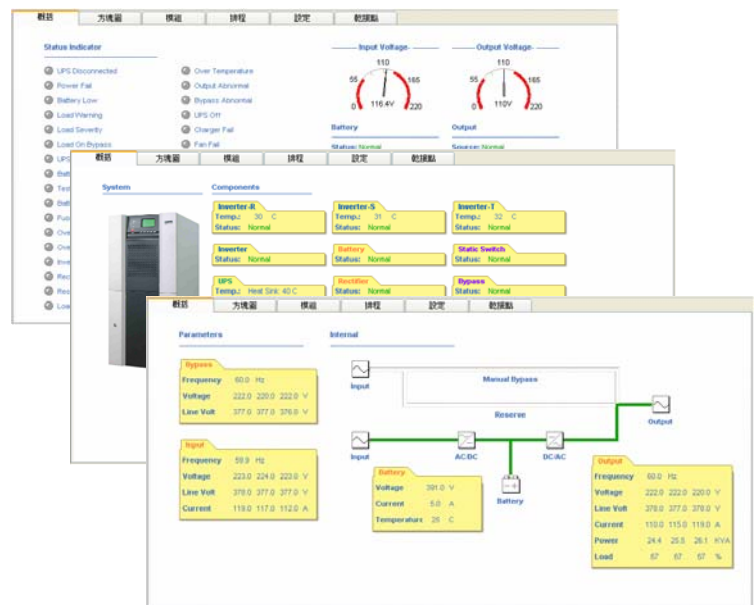 概括 方塊圖 模組 排程 設定 乾接點
Status Indicator
UPS Disconnected
Power Fail
Battery Low
Load Warning
Load Severity
Load On Bypass
UPS
Over Temperature
Output Abnormal
Bypass Abnormal
UPS Off
Charger Fail
Fan Fail
Input Voltage
110
55 165
0 116.4V 220
Output Voltage
110
55 165
0 110V 220
Battery
Status: Normal
Output
Source: Normal
概括 方塊圖 模組 排程 設定 乾接點
System
Components
Inverter-R
Temp.: 30 C
Status: Normal
Inverter-S
Temp.: 31 C
Status: Normal
Inverter-T
Temp.: 32 C
Status: Normal
Inverter
Status: Normal
Battery
Status: Normal
Static Switch
Status: Normal
UPS
Temp.: Heat Sink: 40 C
Rectifier
Status: Normal
Bypass
Status: Normal
概括 方塊圖 模組 排程 設定 乾接點
Parameters
Bypass
Frequency 60.0 Hz
Voltage 222.0 220.0 222.0 V
Line Volt 377.0 377.0 376.0 V
Input
Frequency 59.9 Hz
Voltage 223.0 224.0 223.0 V
Line Volt 378.0 377.0 377.0 V
Current 118.0 117.0 112.0 A
Internal
Input
Manual Bypass
Reserve
Output
Input
AC/DC
DC/AC
Battery
Battery
Voltage 391.0 V
Current 5.0 A
Temperature 25 C
Output
Frequency 60.0 Hz
Voltage 222.0 222.0 220.0 V
Line Volt 378.0 377.0 378.0 V
Current 110.0 115.0 119.0 A
Power 24.4 25.5 26.1 KVA
Load 67 67 67 %